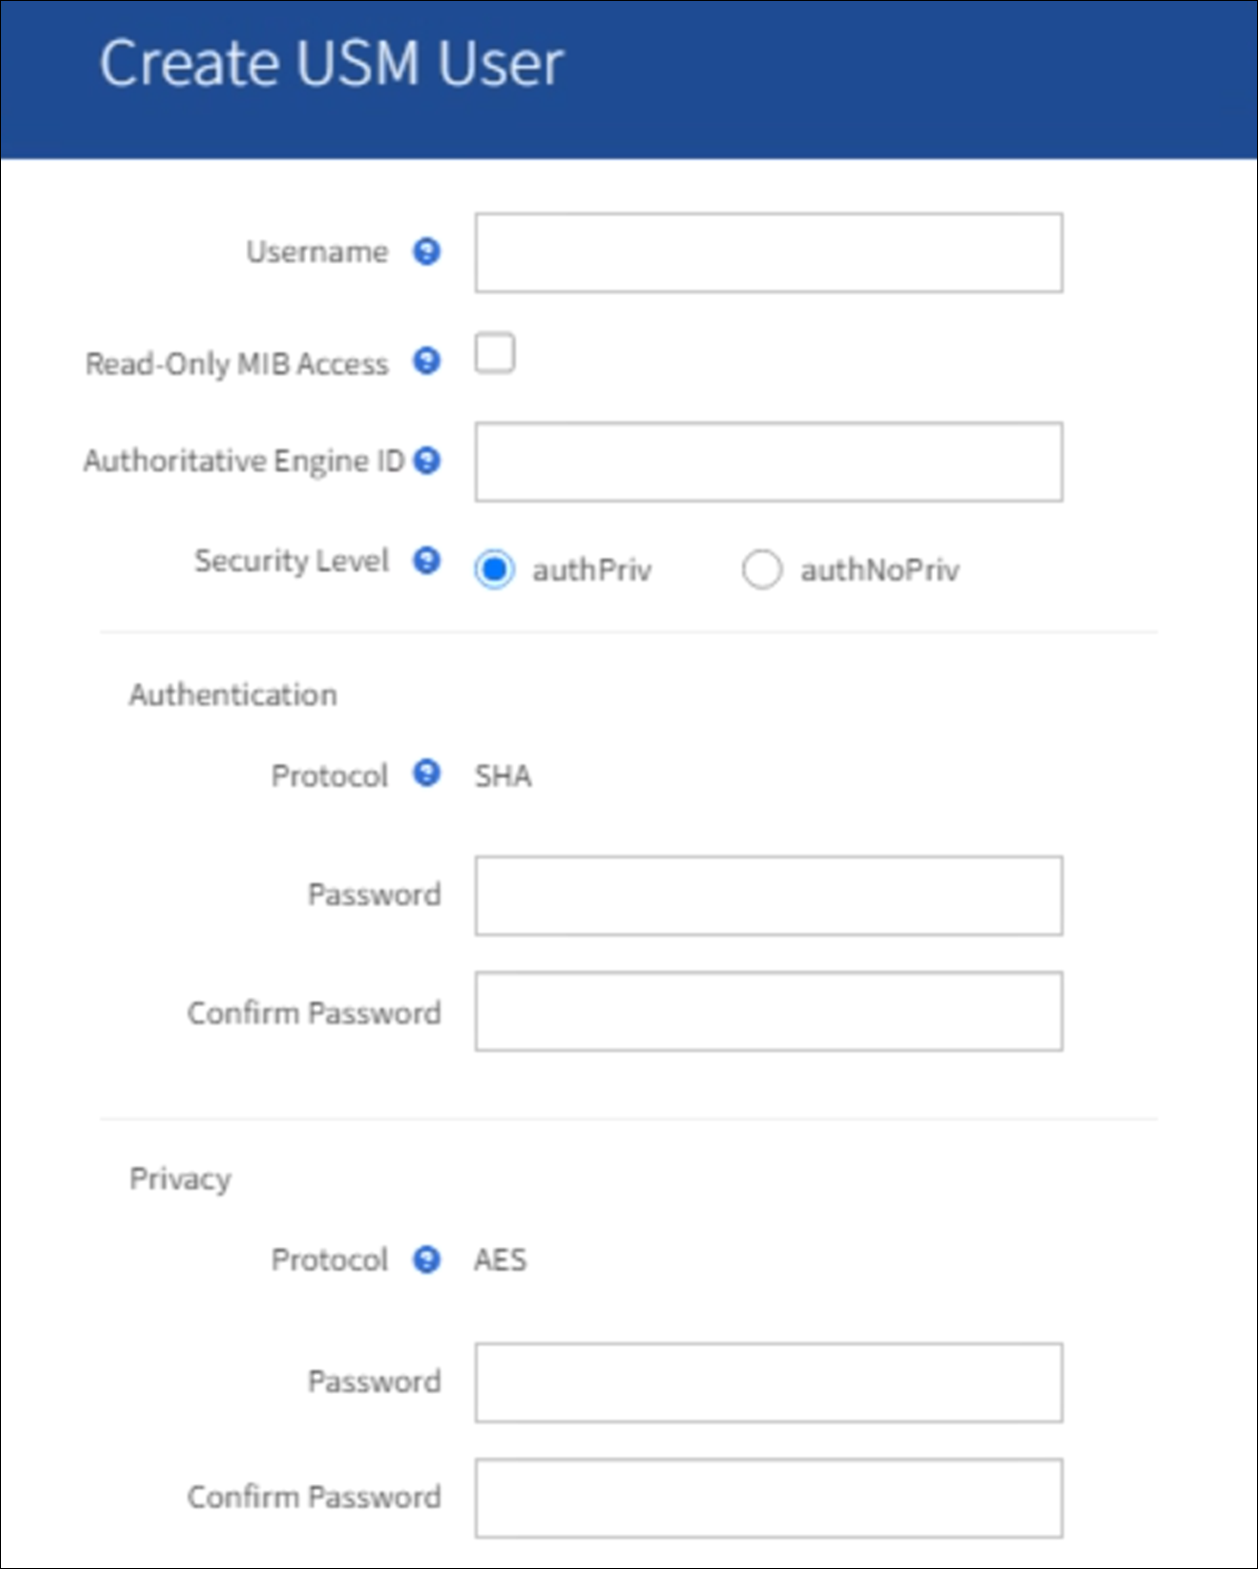 Create USM User
Username
Read-Only MIB Access
Authoritative Engine ID
Security Level authPriv authNoPriv
Authentication
Protocol SHA
Password
Confirm Password
Privacy
Protocol AES
Password
Confirm Password